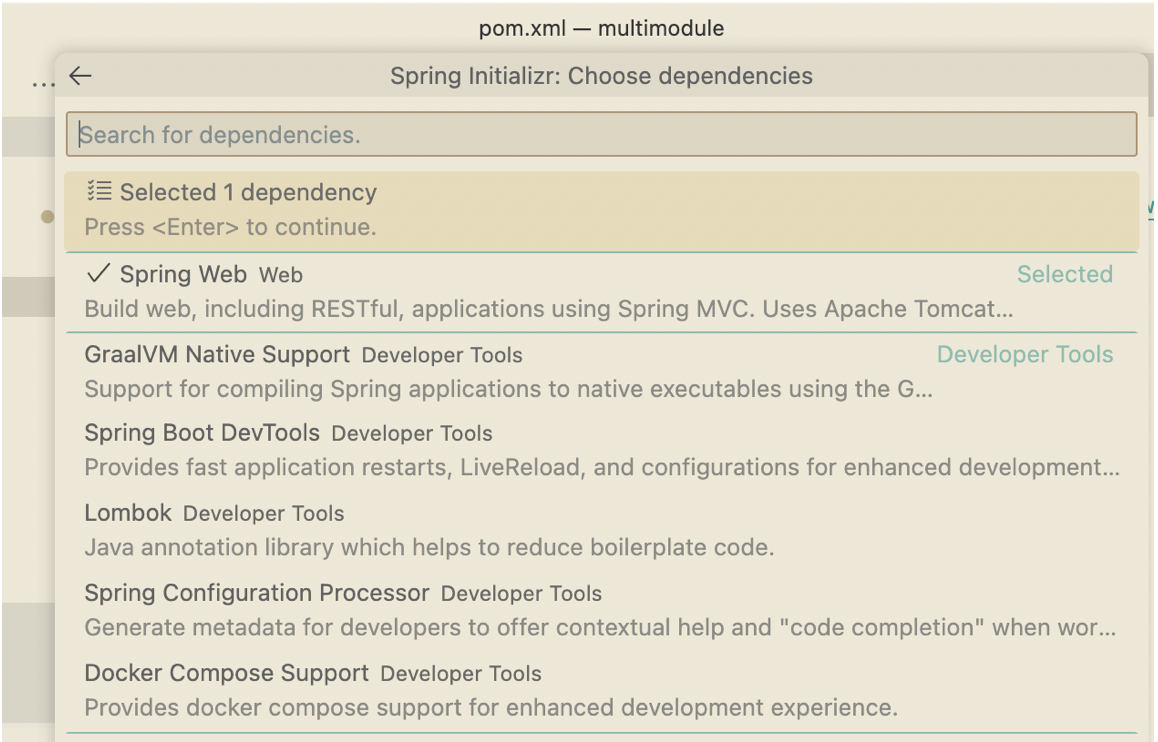 pom.xml — multimodule
...
Spring Initializr: Choose dependencies
Search for dependencies.
Selected 1 dependency
Press <Enter> to continue.
Spring Web Web Selected
Build web, including RESTful, applications using Spring MVC. Uses Apache Tomcat...
GraalVM Native Support Developer Tools Developer Tools
Support for compiling Spring applications to native executables using the G...
Spring Boot DevTools Developer Tools
Provides fast application restarts, LiveReload, and configurations for enhanced development...
Lombok Developer Tools
Java annotation library which helps to reduce boilerplate code.
Spring Configuration Processor Developer Tools
Generate metadata for developers to offer contextual help and "code completion" when wor...
Docker Compose Support Developer Tools
Provides docker compose support for enhanced development experience.